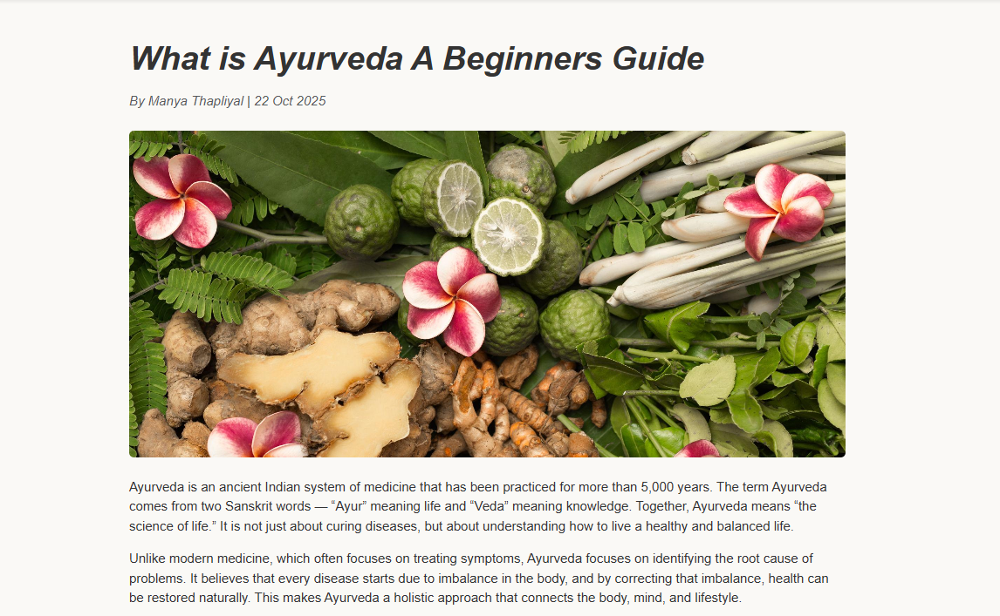 What is Ayurveda A Beginners Guide
By Manya Thapliyal | 22 Oct 2025
Ayurveda is an ancient Indian system of medicine that has been practiced for more than 5,000 years. The term Ayurveda
comes from two Sanskrit words — “Ayur” meaning life and “Veda” meaning knowledge. Together, Ayurveda means “the
science of life.” It is not just about curing diseases, but about understanding how to live a healthy and balanced life.
Unlike modern medicine, which often focuses on treating symptoms, Ayurveda focuses on identifying the root cause of
problems. It believes that every disease starts due to imbalance in the body, and by correcting that imbalance, health can
be restored naturally. This makes Ayurveda a holistic approach that connects the body, mind, and lifestyle.